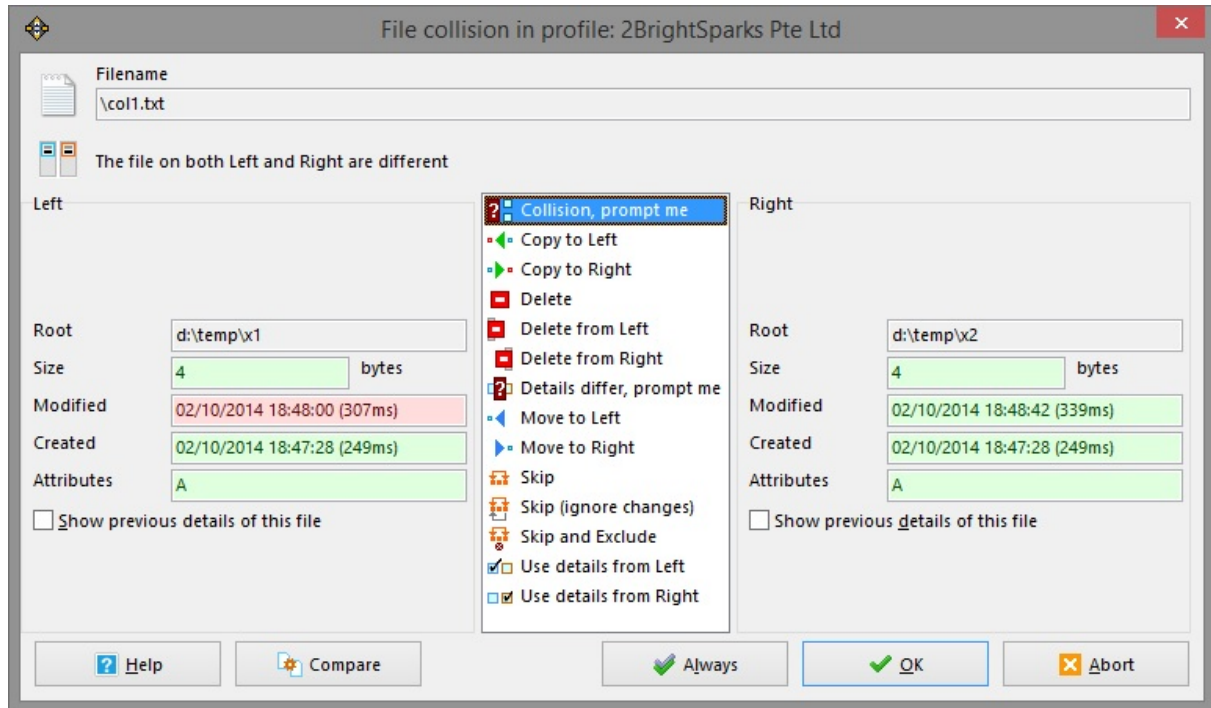 File collision in profile: 2BrightSparks Pte Ltd
Filename
\col1.txt
The file on both Left and Right are different
Left
Root
d:\temp\x1
Size
4
bytes
Modified
02/10/2014 18:48:00 (307ms)
Created
02/10/2014 18:47:28 (249ms)
Attributes
A
Show previous details of this file
Collision, prompt me
Copy to Left
Copy to Right
Delete
Delete from Left
Delete from Right
Details differ, prompt me
Move to Left
Move to Right
Skip
Skip (ignore changes)
Skip and Exclude
Use details from Left
Use details from Right
Right
Root
d:\temp\x2
Size
4
bytes
Modified
02/10/2014 18:48:42 (339ms)
Created
02/10/2014 18:47:28 (249ms)
Attributes
A
Show previous details of this file
Help
Compare
Always
OK
Abort